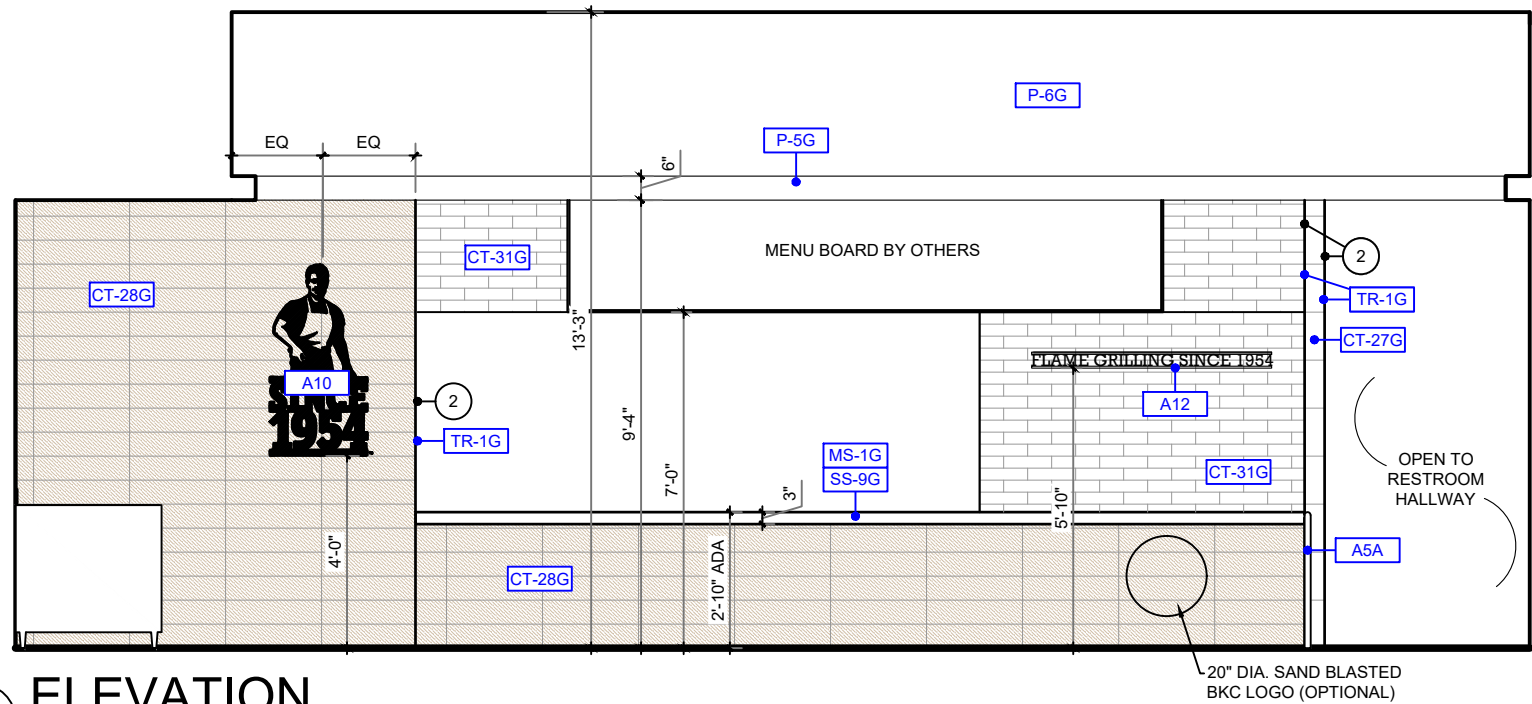 P-6G
EQ
EQ
P-5G
6"
CT-31G
MENU BOARD BY OTHERS
2
CT-28G
TR-1G
13'-3"
CT-27G
FLAME GRILLING SINCE 1954
A10
SINCE
1954
A12
2
9'-4"
TR-1G
MS-1G
SS-9G
7'-0"
3"
CT-31G
OPEN TO
RESTROOM
HALLWAY
5'-10"
4'-0"
A5A
CT-28G
2'-10" ADA
20" DIA. SAND BLASTED
BKC LOGO (OPTIONAL)
ELEVATION